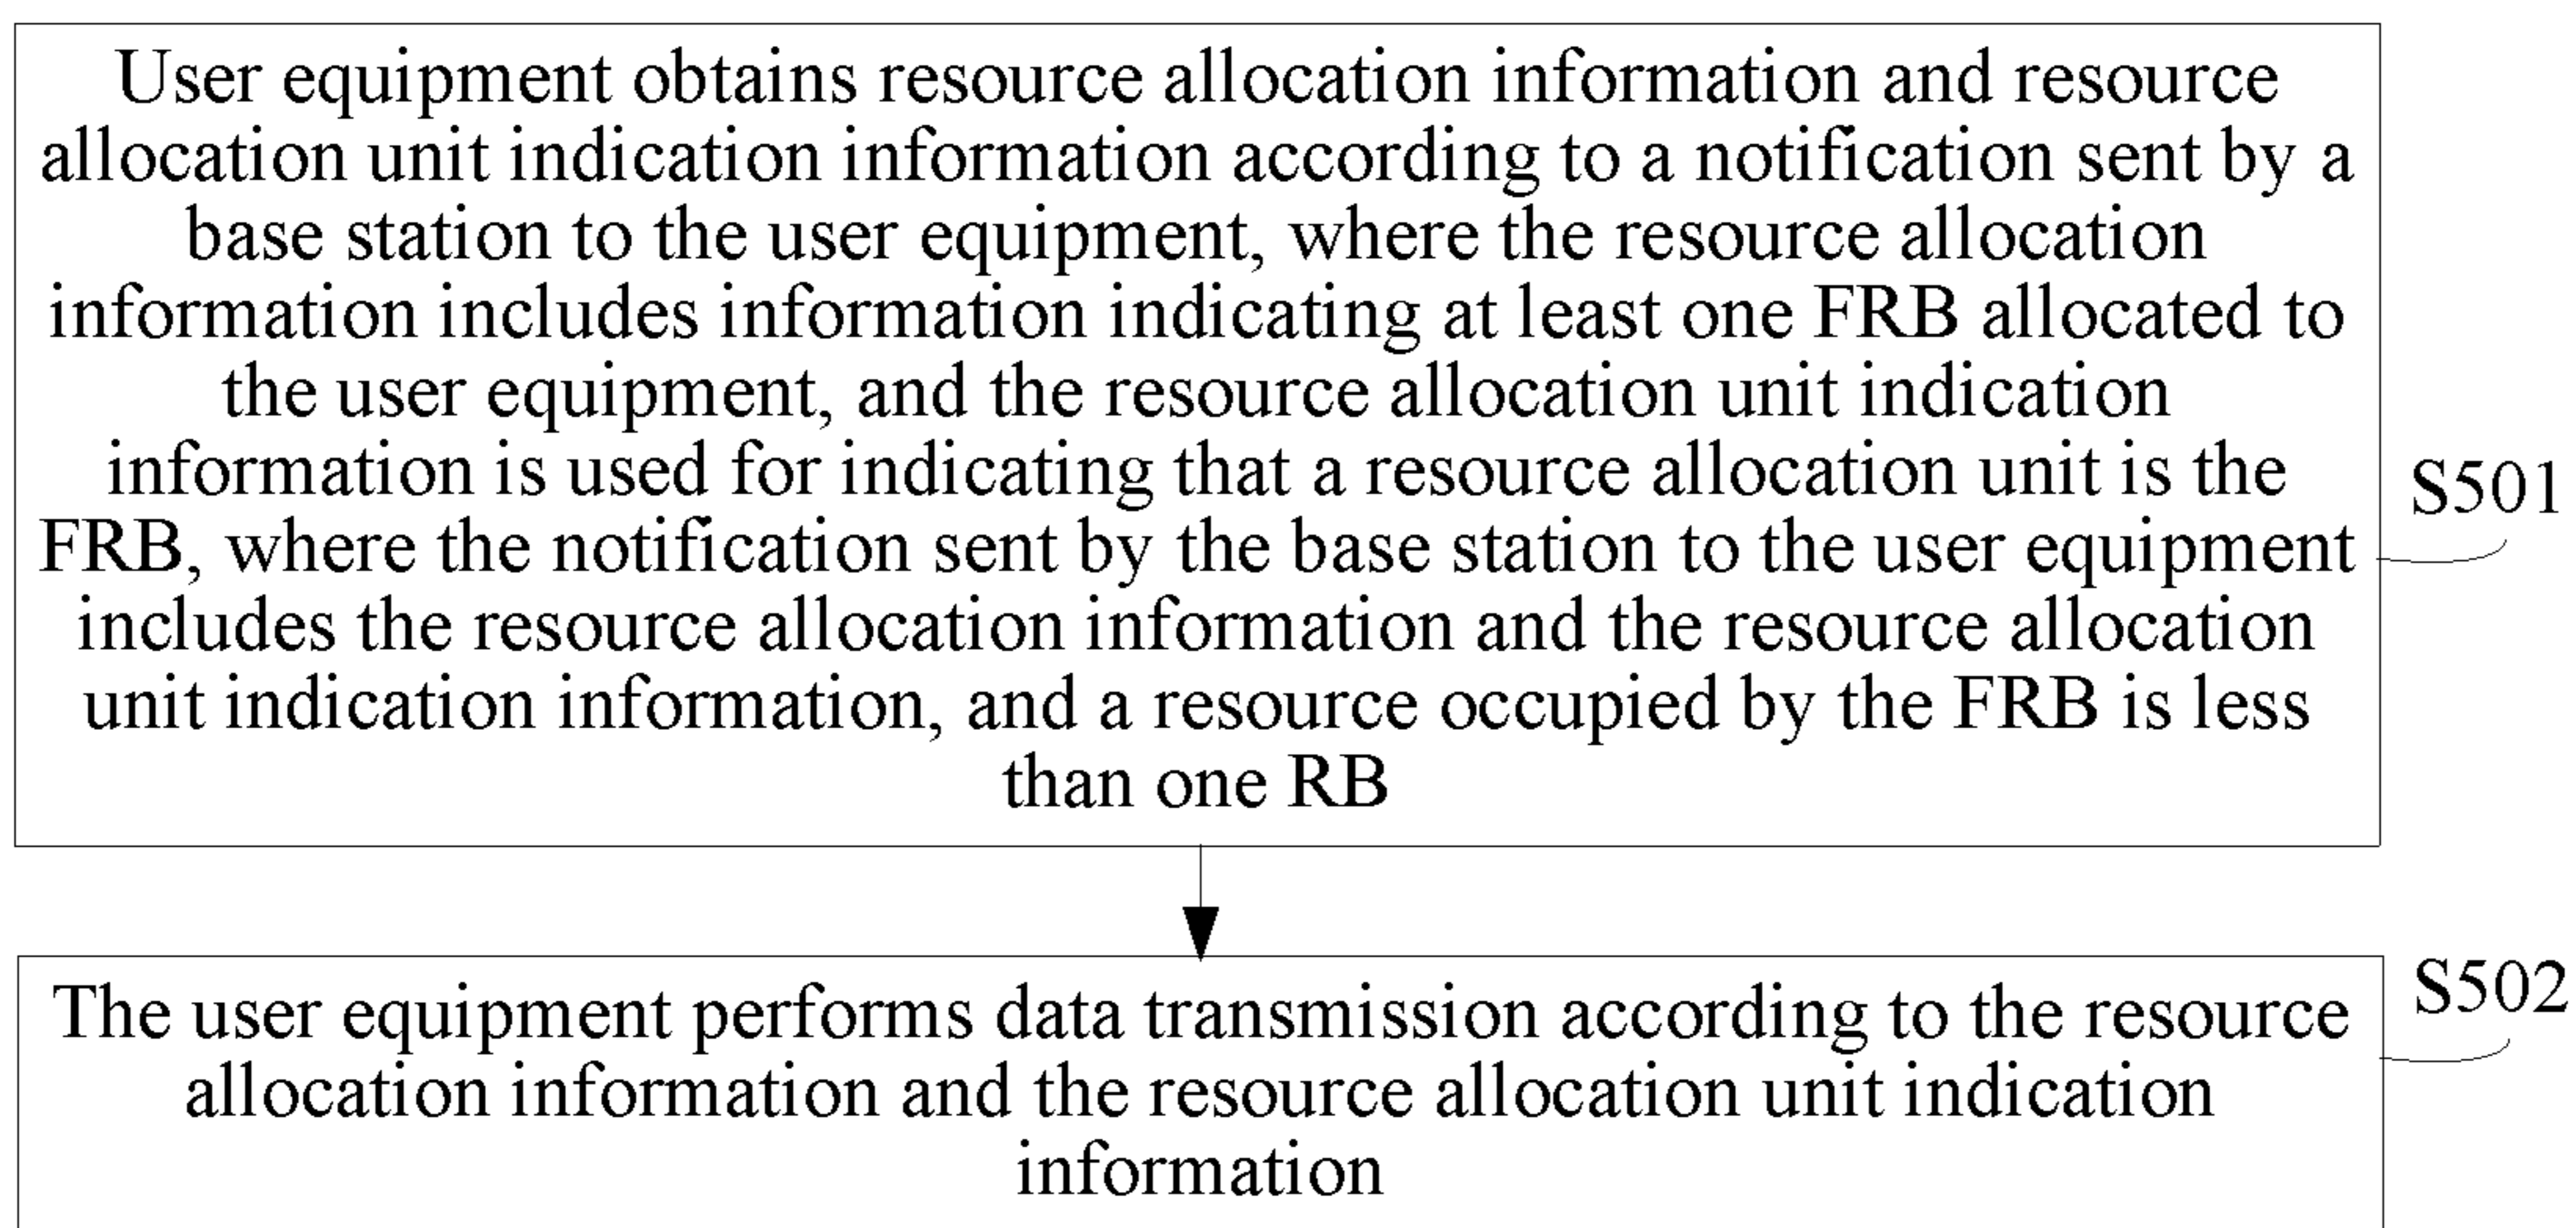 User equipment obtains resource allocation information and resource
allocation unit indication information according to a notification sent by a
base station to the user equipment, where the resource allocation
information includes information indicating at least one FRB allocated to
the user equipment, and the resource allocation unit indication
information is used for indicating that a resource allocation unit is the
FRB, where the notification sent by the base station to the user equipment
includes the resource allocation information and the resource allocation
unit indication information, and a resource occupied by the FRB is less
than one RB
S501
The user equipment performs data transmission according to the resource
allocation information and the resource allocation unit indication
information
S502